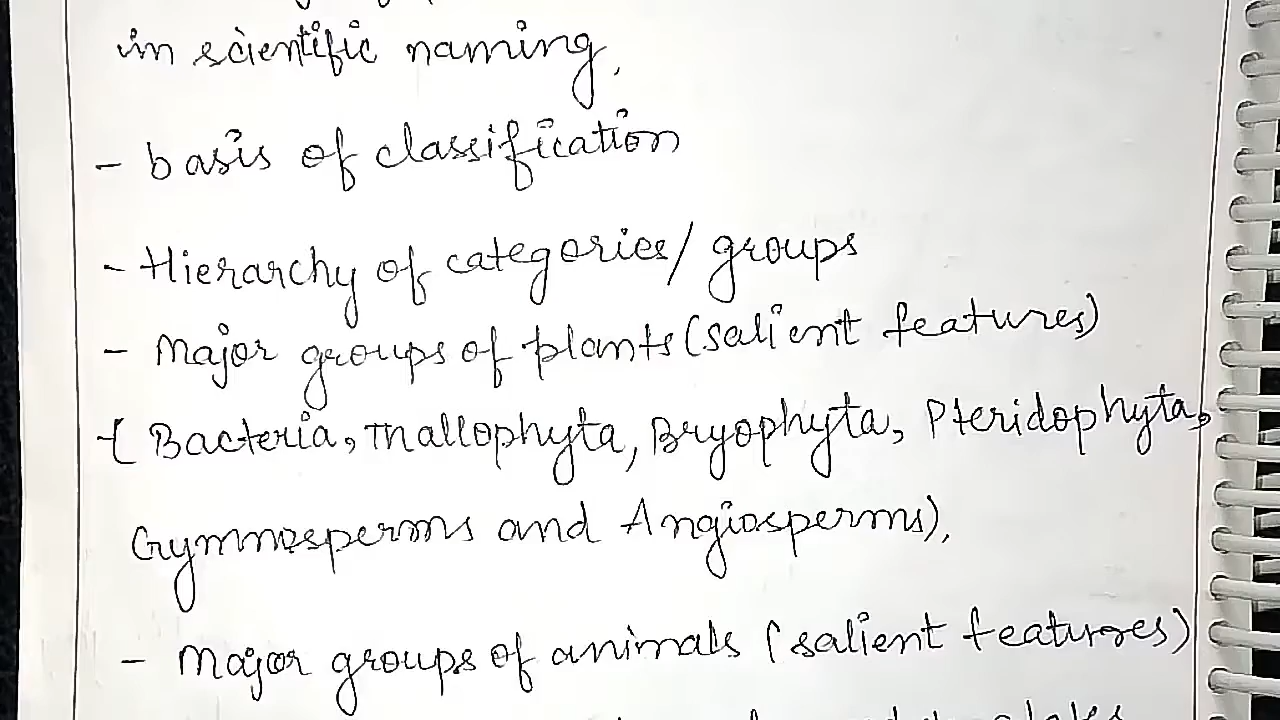 in scientific naming,
- basis of classification
- Hierarchy of categories/groups
- Major groups of plants (salient features)
-( Bacteria, Thallophyta, Bryophyta, Pteridophyta,
Gymnosperms and Angiosperms),
- Major groups of animals (salient features)